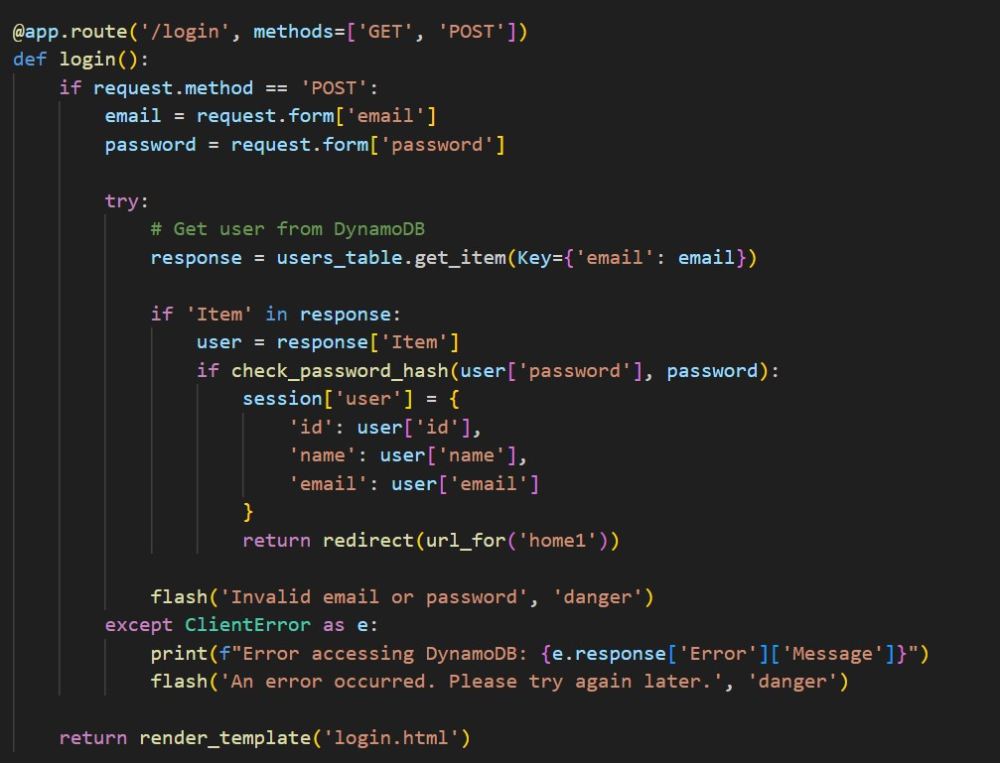 @app.route('/login', methods=['GET', 'POST'])
def login():
    if request.method == 'POST':
        email = request.form['email']
        password = request.form['password']

        try:
            # Get user from DynamoDB
            response = users_table.get_item(Key={'email': email})

            if 'Item' in response:
                user = response['Item']
                if check_password_hash(user['password'], password):
                    session['user'] = {
                        'id': user['id'],
                        'name': user['name'],
                        'email': user['email']
                    }
                    return redirect(url_for('home1'))

            flash('Invalid email or password', 'danger')
        except ClientError as e:
            print(f"Error accessing DynamoDB: {e.response['Error']['Message']}")
            flash('An error occurred. Please try again later.', 'danger')

    return render_template('login.html')